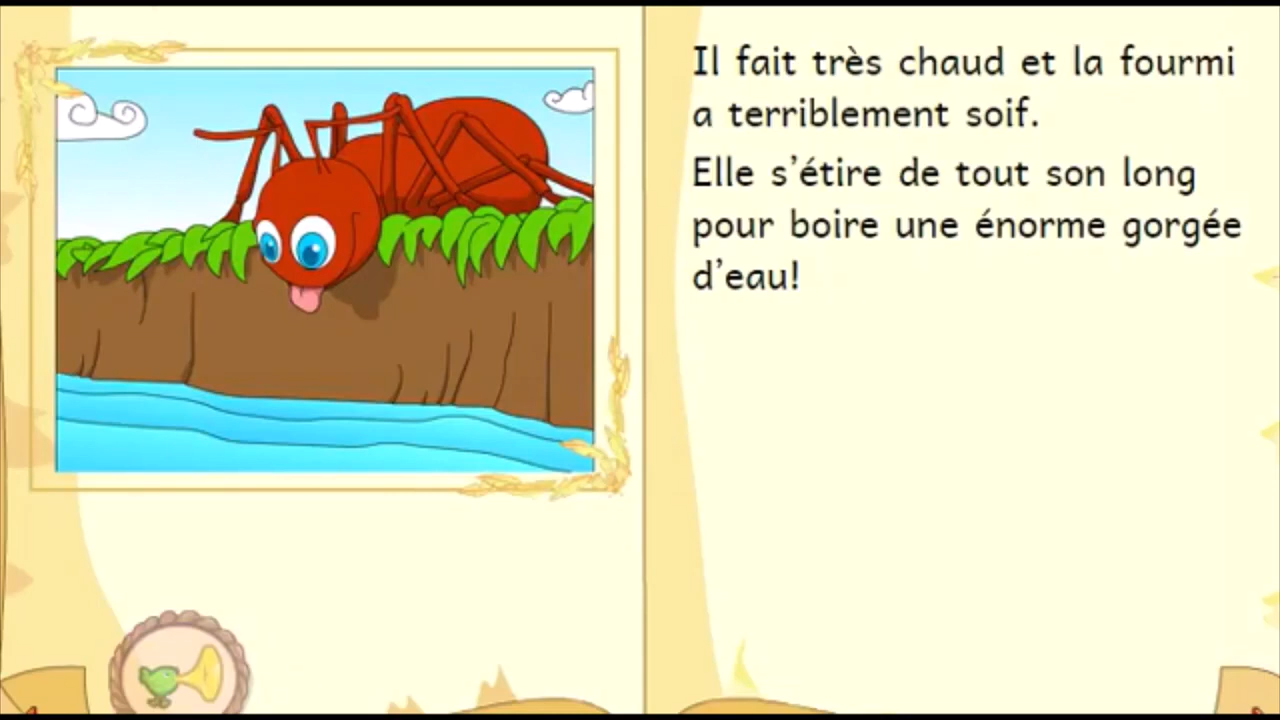 Il fait très chaud et la fourmi
a terriblement soif.
Elle s’étire de tout son long
pour boire une énorme gorgée
d’eau!